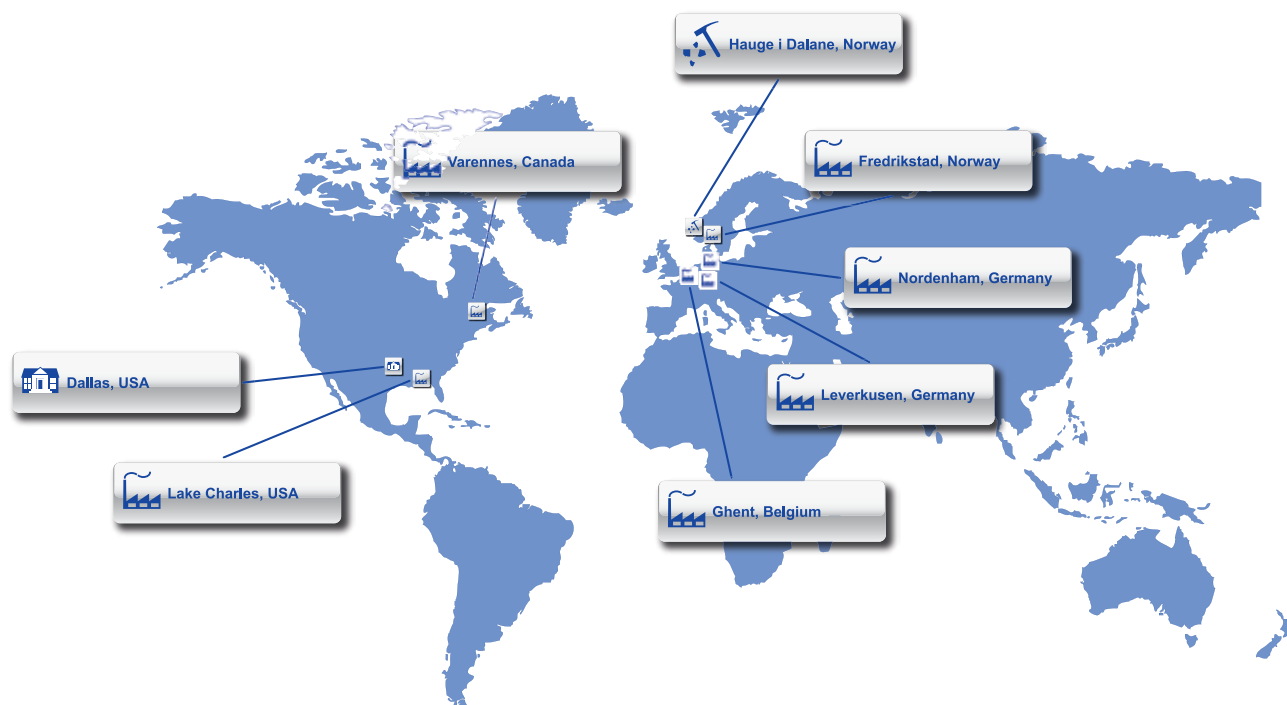 Hauge i Dalane, Norway
Varennes, Canada
Fredrikstad, Norway
Nordenham, Germany
Dallas, USA
Leverkusen, Germany
Lake Charles, USA
Ghent, Belgium